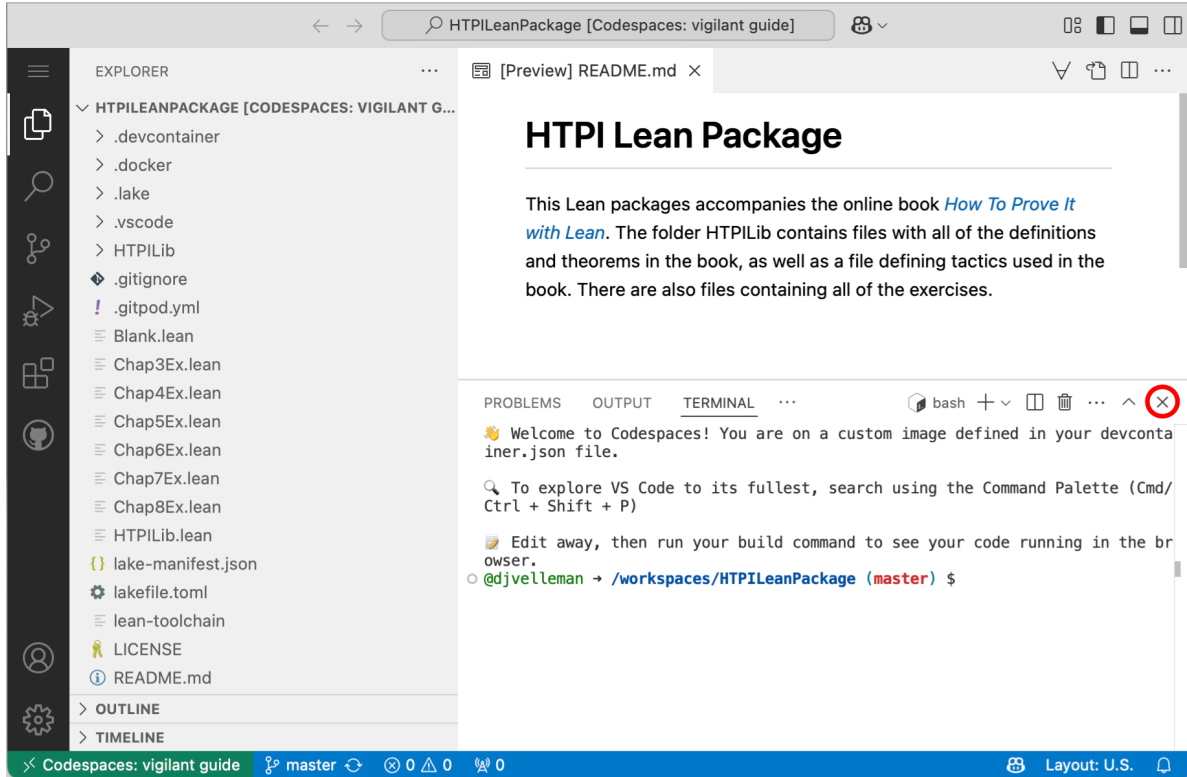 HTPILeanPackage [Codespaces: vigilant guide]
EXPLORER
HTPILEANPACKAGE [CODESPACES: VIGILANT G...
.devcontainer
.docker
.lake
.vscode
HTPILib
.gitignore
.gitpod.yml
Blank.lean
Chap3Ex.lean
Chap4Ex.lean
Chap5Ex.lean
Chap6Ex.lean
Chap7Ex.lean
Chap8Ex.lean
HTPILib.lean
lake-manifest.json
lakefile.toml
lean-toolchain
LICENSE
README.md
OUTLINE
TIMELINE
[Preview] README.md
HTPI Lean Package
This Lean packages accompanies the online book How To Prove It
with Lean. The folder HTPILib contains files with all of the definitions
and theorems in the book, as well as a file defining tactics used in the
book. There are also files containing all of the exercises.
PROBLEMS OUTPUT TERMINAL ··· bash
👋 Welcome to Codespaces! You are on a custom image defined in your devconta
iner.json file.
🔍 To explore VS Code to its fullest, search using the Command Palette (Cmd/
Ctrl + Shift + P)
📝 Edit away, then run your build command to see your code running in the br
owser.
@djvelleman → /workspaces/HTPILeanPackage (master) $
Codespaces: vigilant guide master 0 0 0 Layout: U.S.